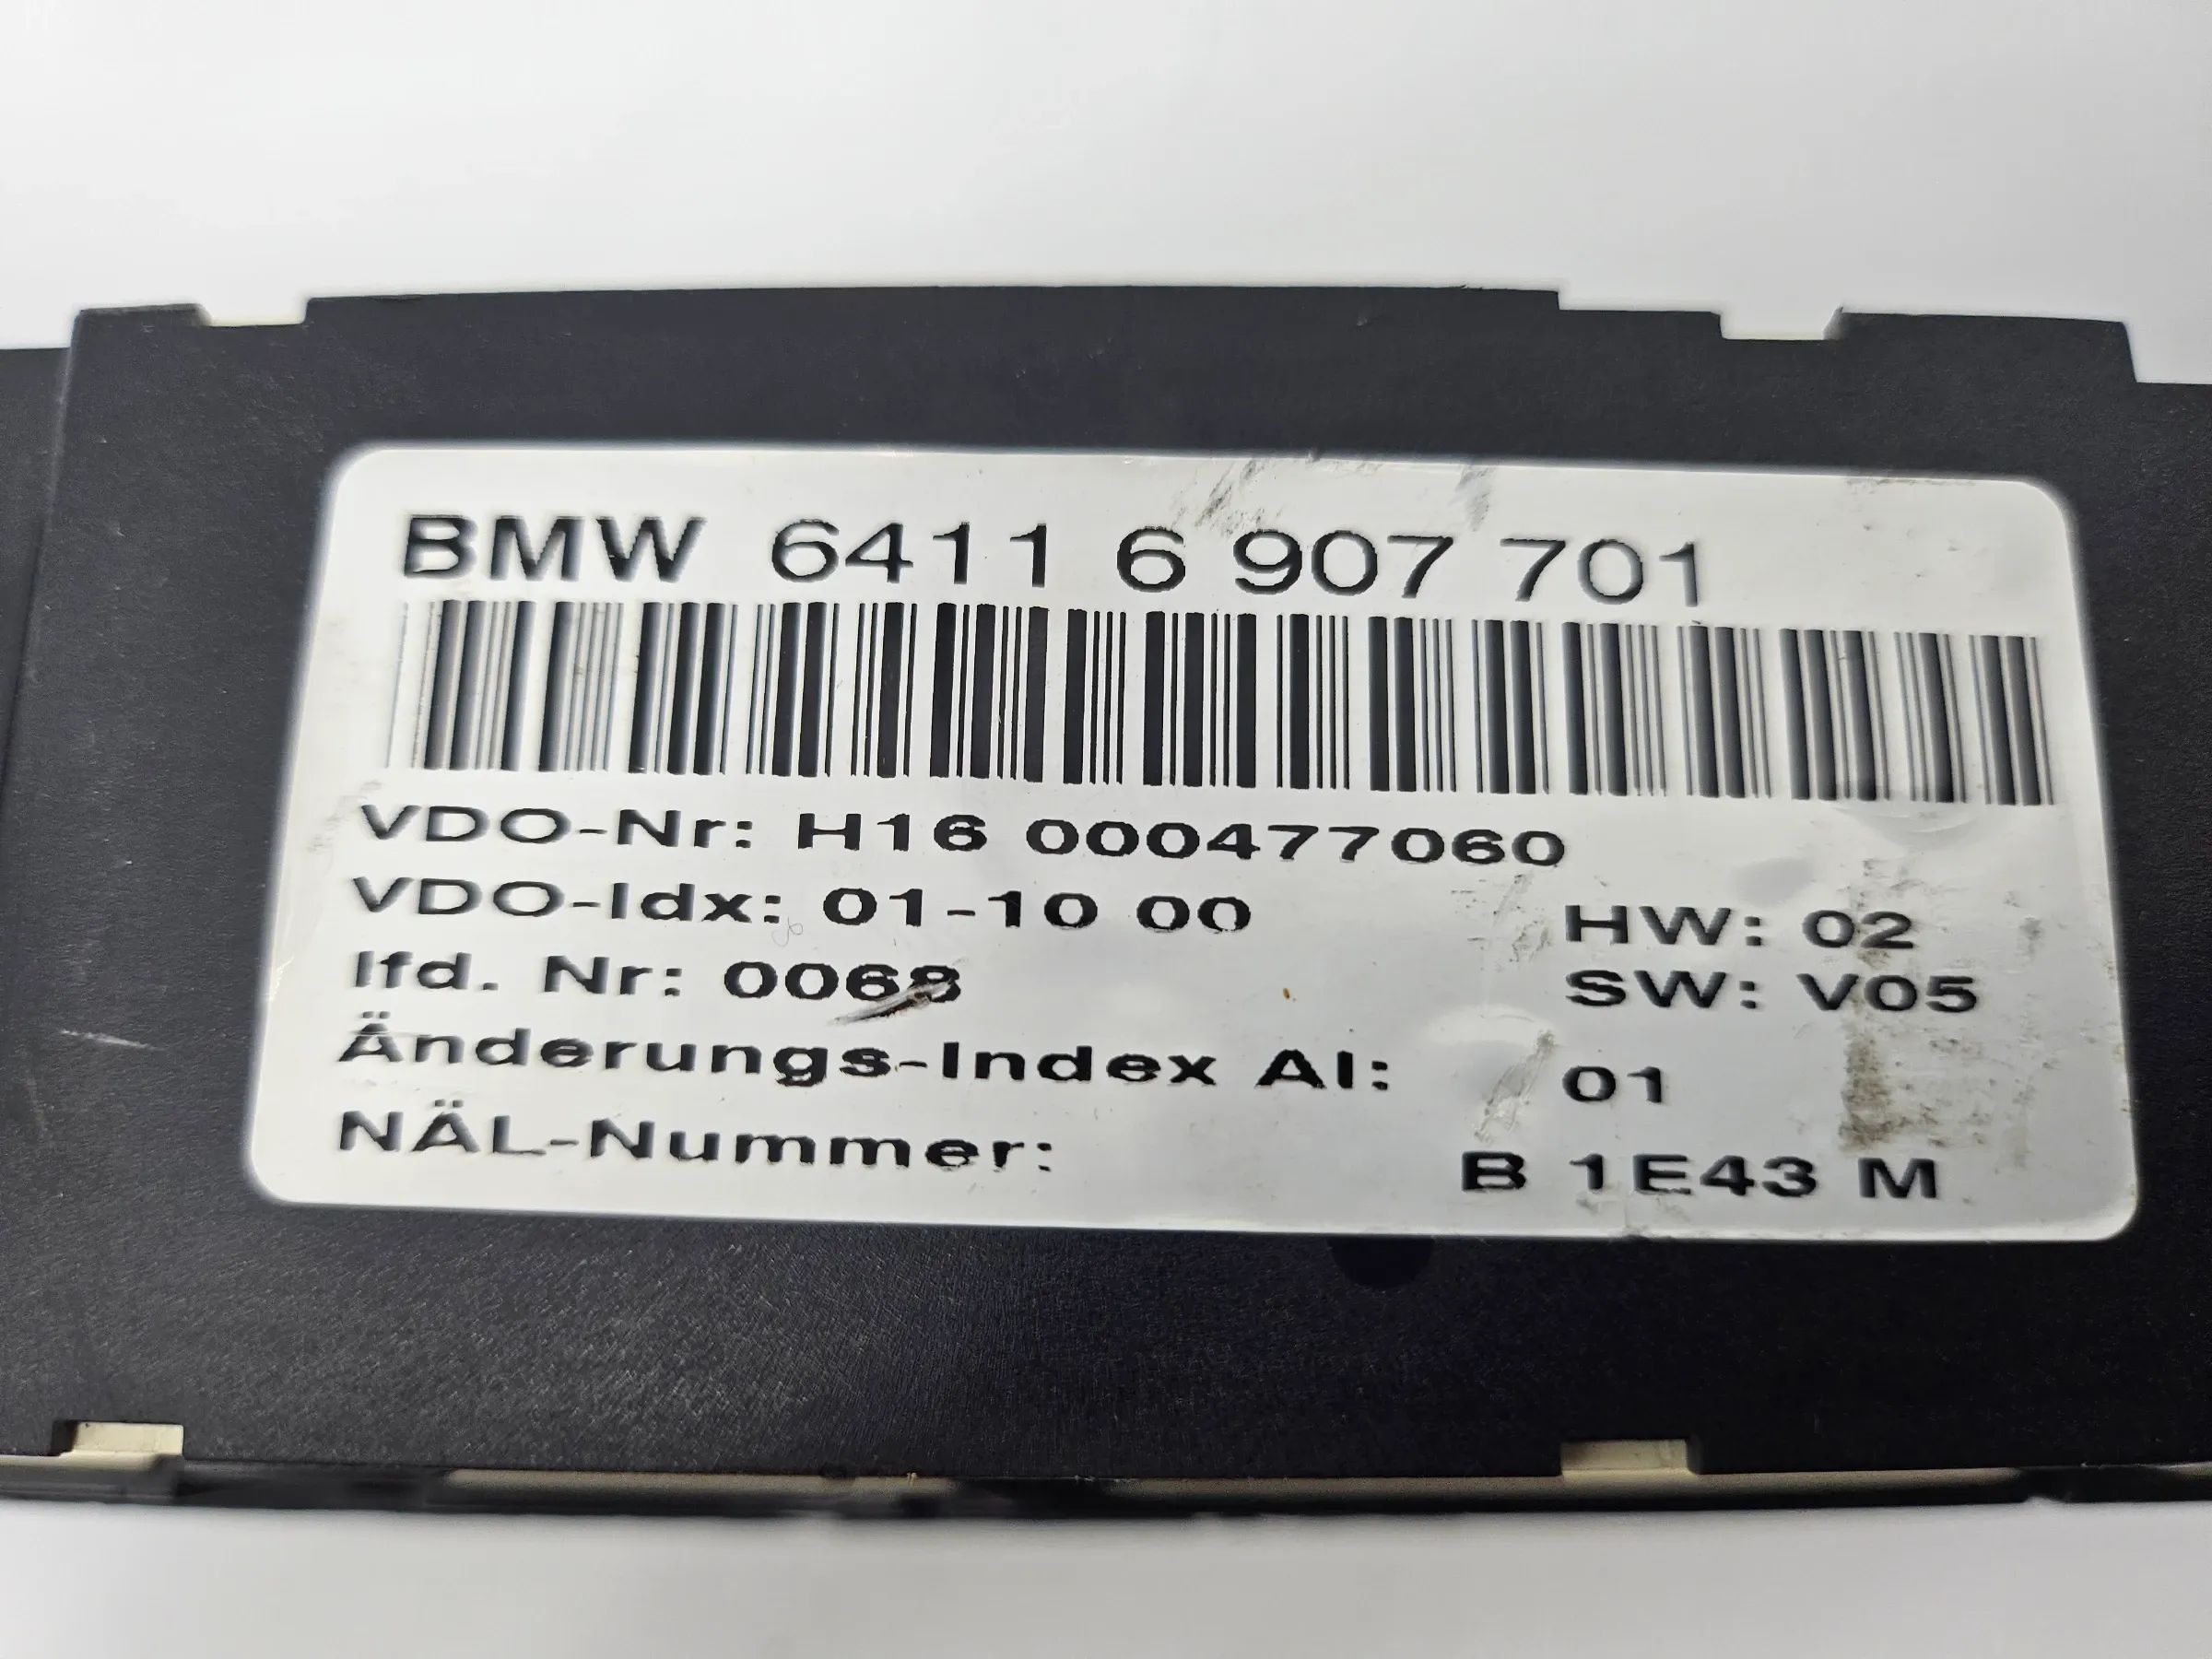 BMW 6411 6 907 701
VDO-Nr: H16 000477060
VDO-Idx: 01-10 00
HW: 02
lfd. Nr: 0068
SW: V05
Änderungs-Index AI: 01
NÄL-Nummer: B 1E43 M